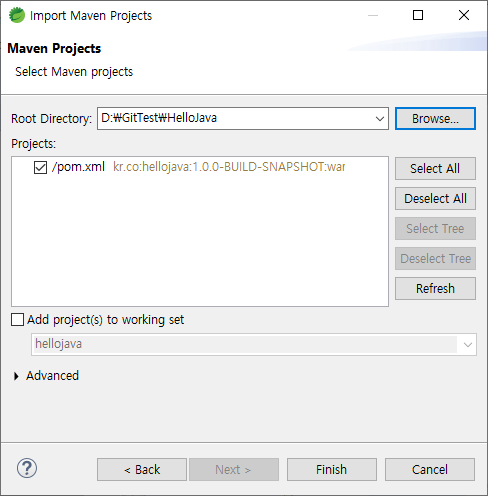 Import Maven Projects
Maven Projects
Select Maven projects
Root Directory: D:₩GitTest₩HelloJava Browse...
Projects:
/pom.xml kr.co:hellojava:1.0.0-BUILD-SNAPSHOT:war
Select All
Deselect All
Select Tree
Deselect Tree
Refresh
Add project(s) to working set
hellojava
Advanced
? < Back Next > Finish Cancel